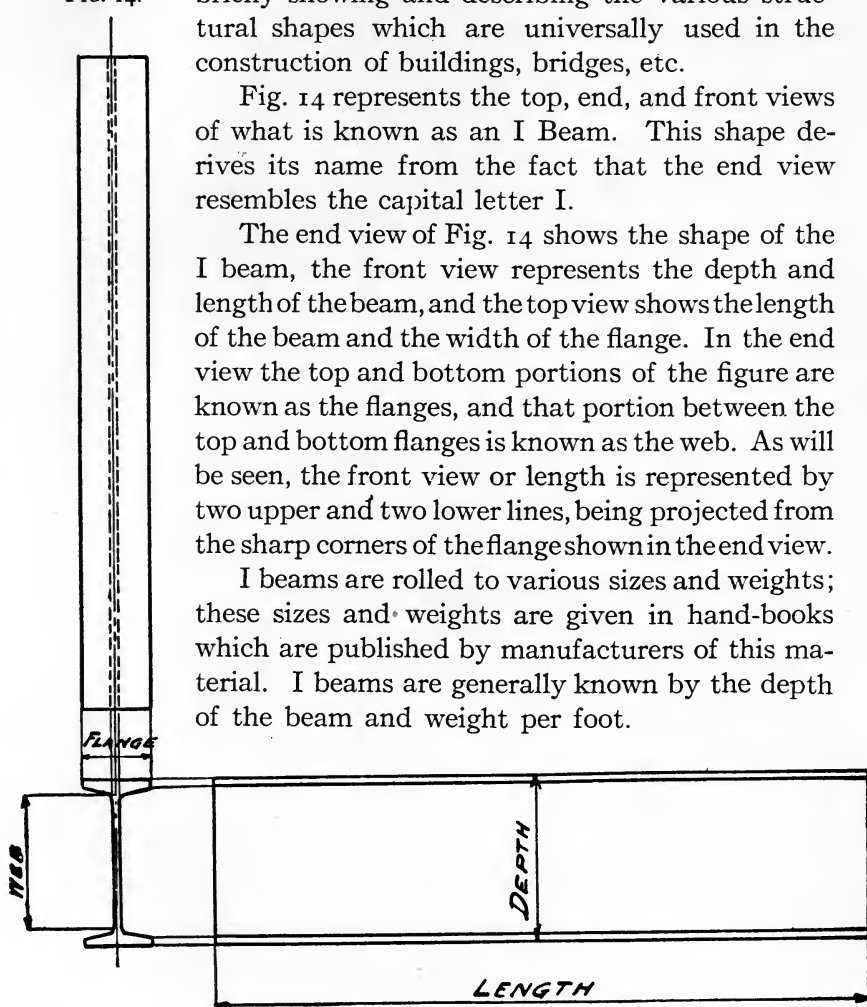 tural shapes which are universally used in the
construction of buildings, bridges, etc.
Fig. 14 represents the top, end, and front views
of what is known as an I Beam. This shape de-
rives its name from the fact that the end view
resembles the capital letter I.
The end view of Fig. 14 shows the shape of the
I beam, the front view represents the depth and
length of the beam, and the top view shows the length
of the beam and the width of the flange. In the end
view the top and bottom portions of the figure are
known as the flanges, and that portion between the
top and bottom flanges is known as the web. As will
be seen, the front view or length is represented by
two upper and two lower lines, being projected from
the sharp corners of the flange shown in the end view.
I beams are rolled to various sizes and weights;
these sizes and weights are given in hand-books
which are published by manufacturers of this ma-
terial. I beams are generally known by the depth
of the beam and weight per foot.
FLANGE
WEB
DEPTH
LENGTH